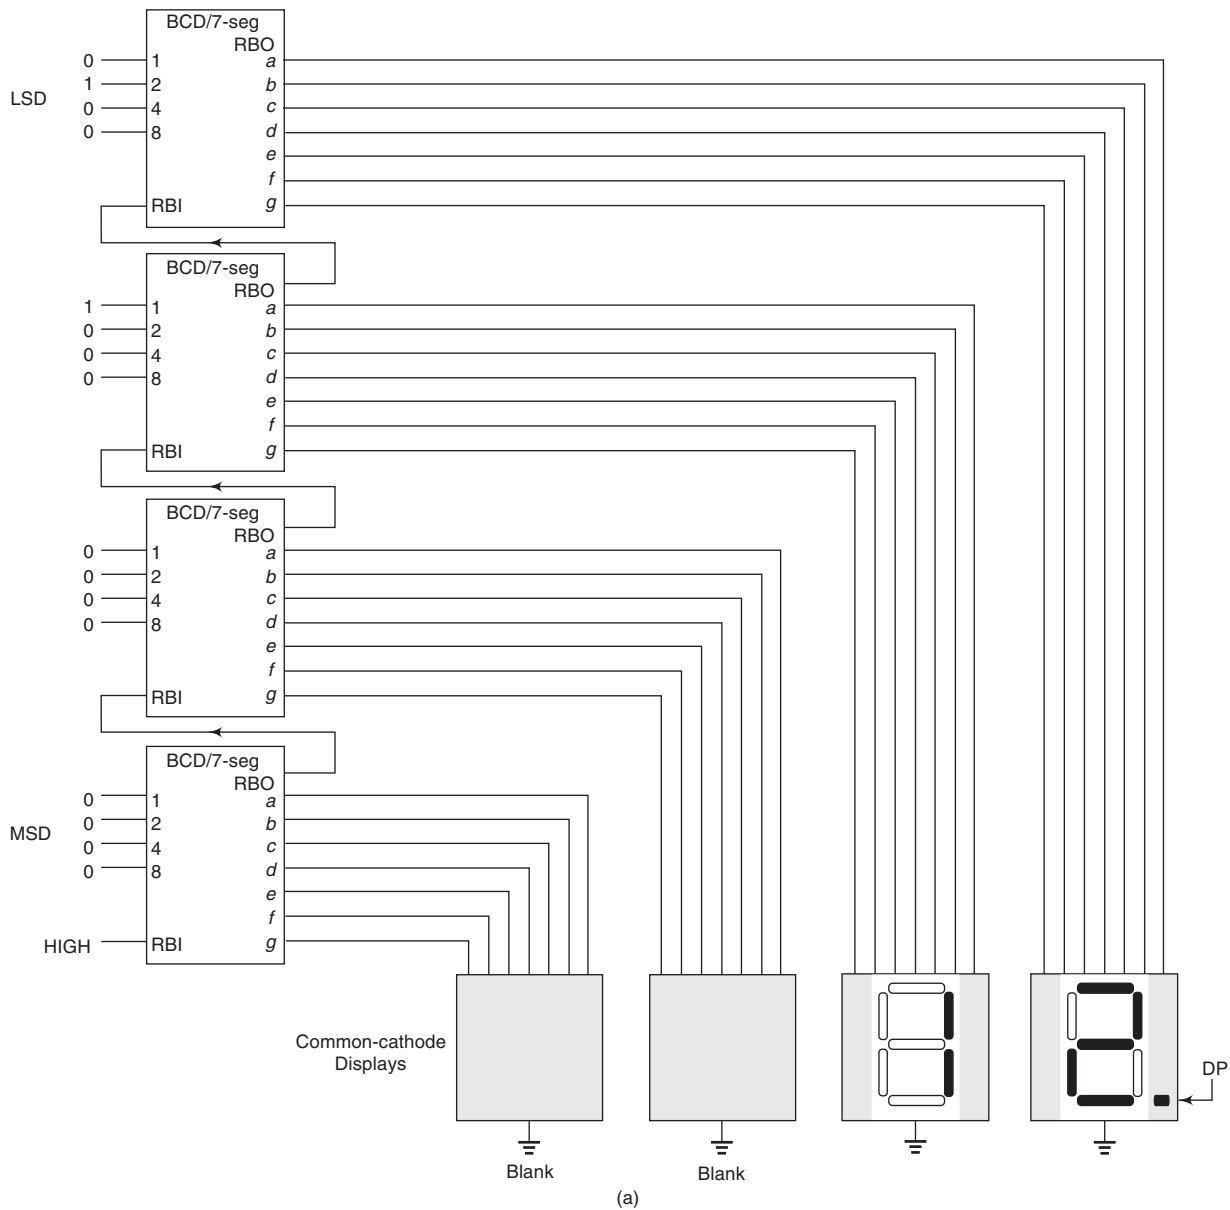 BCD/7-seg
RBO
0 1 a
1 2 b
LSD
0 4 c
0 8 d
e
f
RBI g
BCD/7-seg
RBO
1 1 a
0 2 b
0 4 c
0 8 d
e
f
RBI g
BCD/7-seg
RBO
0 1 a
0 2 b
0 4 c
0 8 d
e
f
RBI g
BCD/7-seg
RBO
0 1 a
0 2 b
MSD
0 4 c
0 8 d
e
f
HIGH RBI g
Common-cathode
Displays
DP
Blank
Blank
(a)